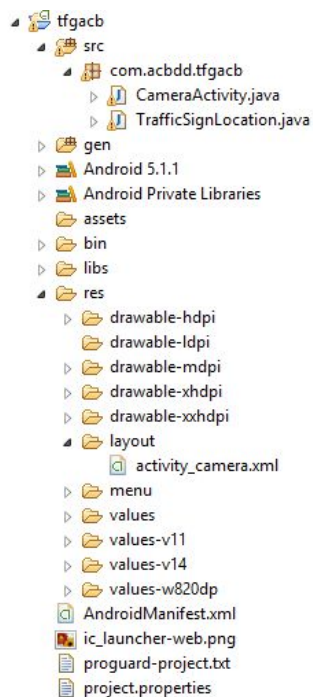 tfgacb
src
com.acbdd.tfgacb
CameraActivity.java
TrafficSignLocation.java
gen
Android 5.1.1
Android Private Libraries
assets
bin
libs
res
drawable-hdpi
drawable-ldpi
drawable-mdpi
drawable-xhdpi
drawable-xxhdpi
layout
activity_camera.xml
menu
values
values-v11
values-v14
values-w820dp
AndroidManifest.xml
ic_launcher-web.png
proguard-project.txt
project.properties